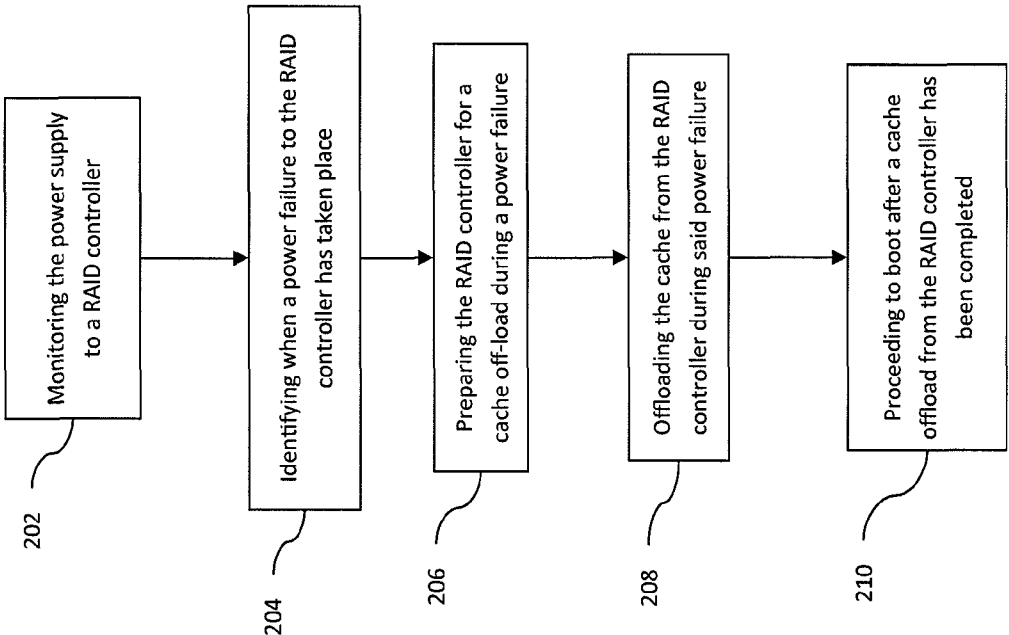 Monitoring the power supply
to a RAID controller
202
Identifying when a power failure to the RAID
controller has taken place
204
Preparing the RAID controller for a
cache off-load during a power failure
206
Offloading the cache from the RAID
controller during said power failure
208
Proceeding to boot after a cache
offload from the RAID controller has
been completed
210